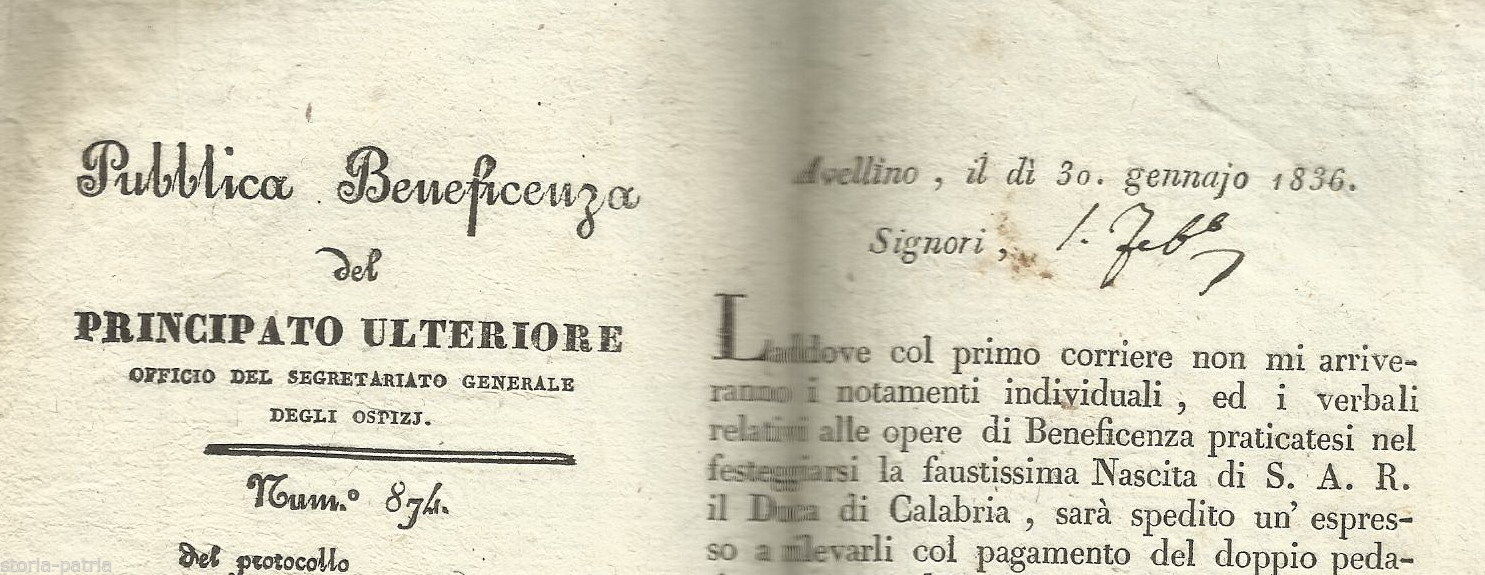 Pubblica Beneficenza
del
PRINCIPATO ULTERIORE
OFFICIO DEL SEGRETARIATO GENERALE
DEGLI OSPIZJ.
Num.º 874.
Del protocollo
Avellino , il dì 30. gennajo 1836.
Signori , 1. Feb.º
Laddove col primo corriere non mi arrive-
ranno i notamenti individuali , ed i verbali
relativi alle opere di Beneficenza praticatesi nel
festeggiarsi la faustissima Nascita di S. A. R.
il Duca di Calabria , sarà spedito un' espres-
so a rilevarli col pagamento del doppio peda-
storia-patria